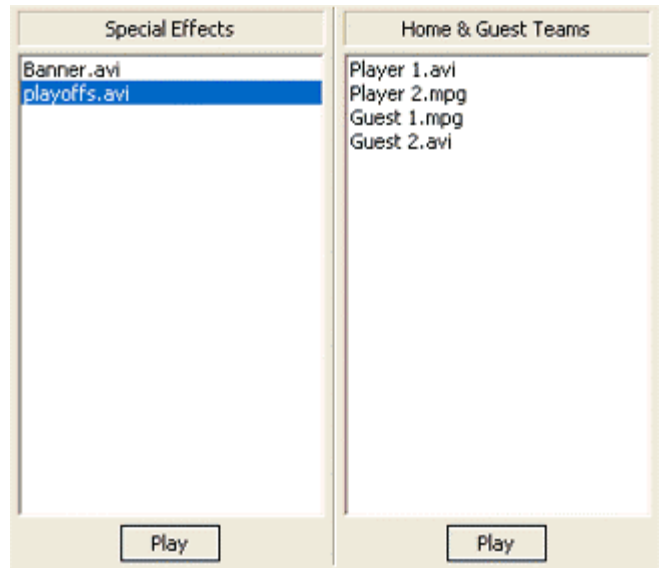 Special Effects
Banner.avi
playoffs.avi
Play
Home & Guest Teams
Player 1.avi
Player 2.mpg
Guest 1.mpg
Guest 2.avi
Play